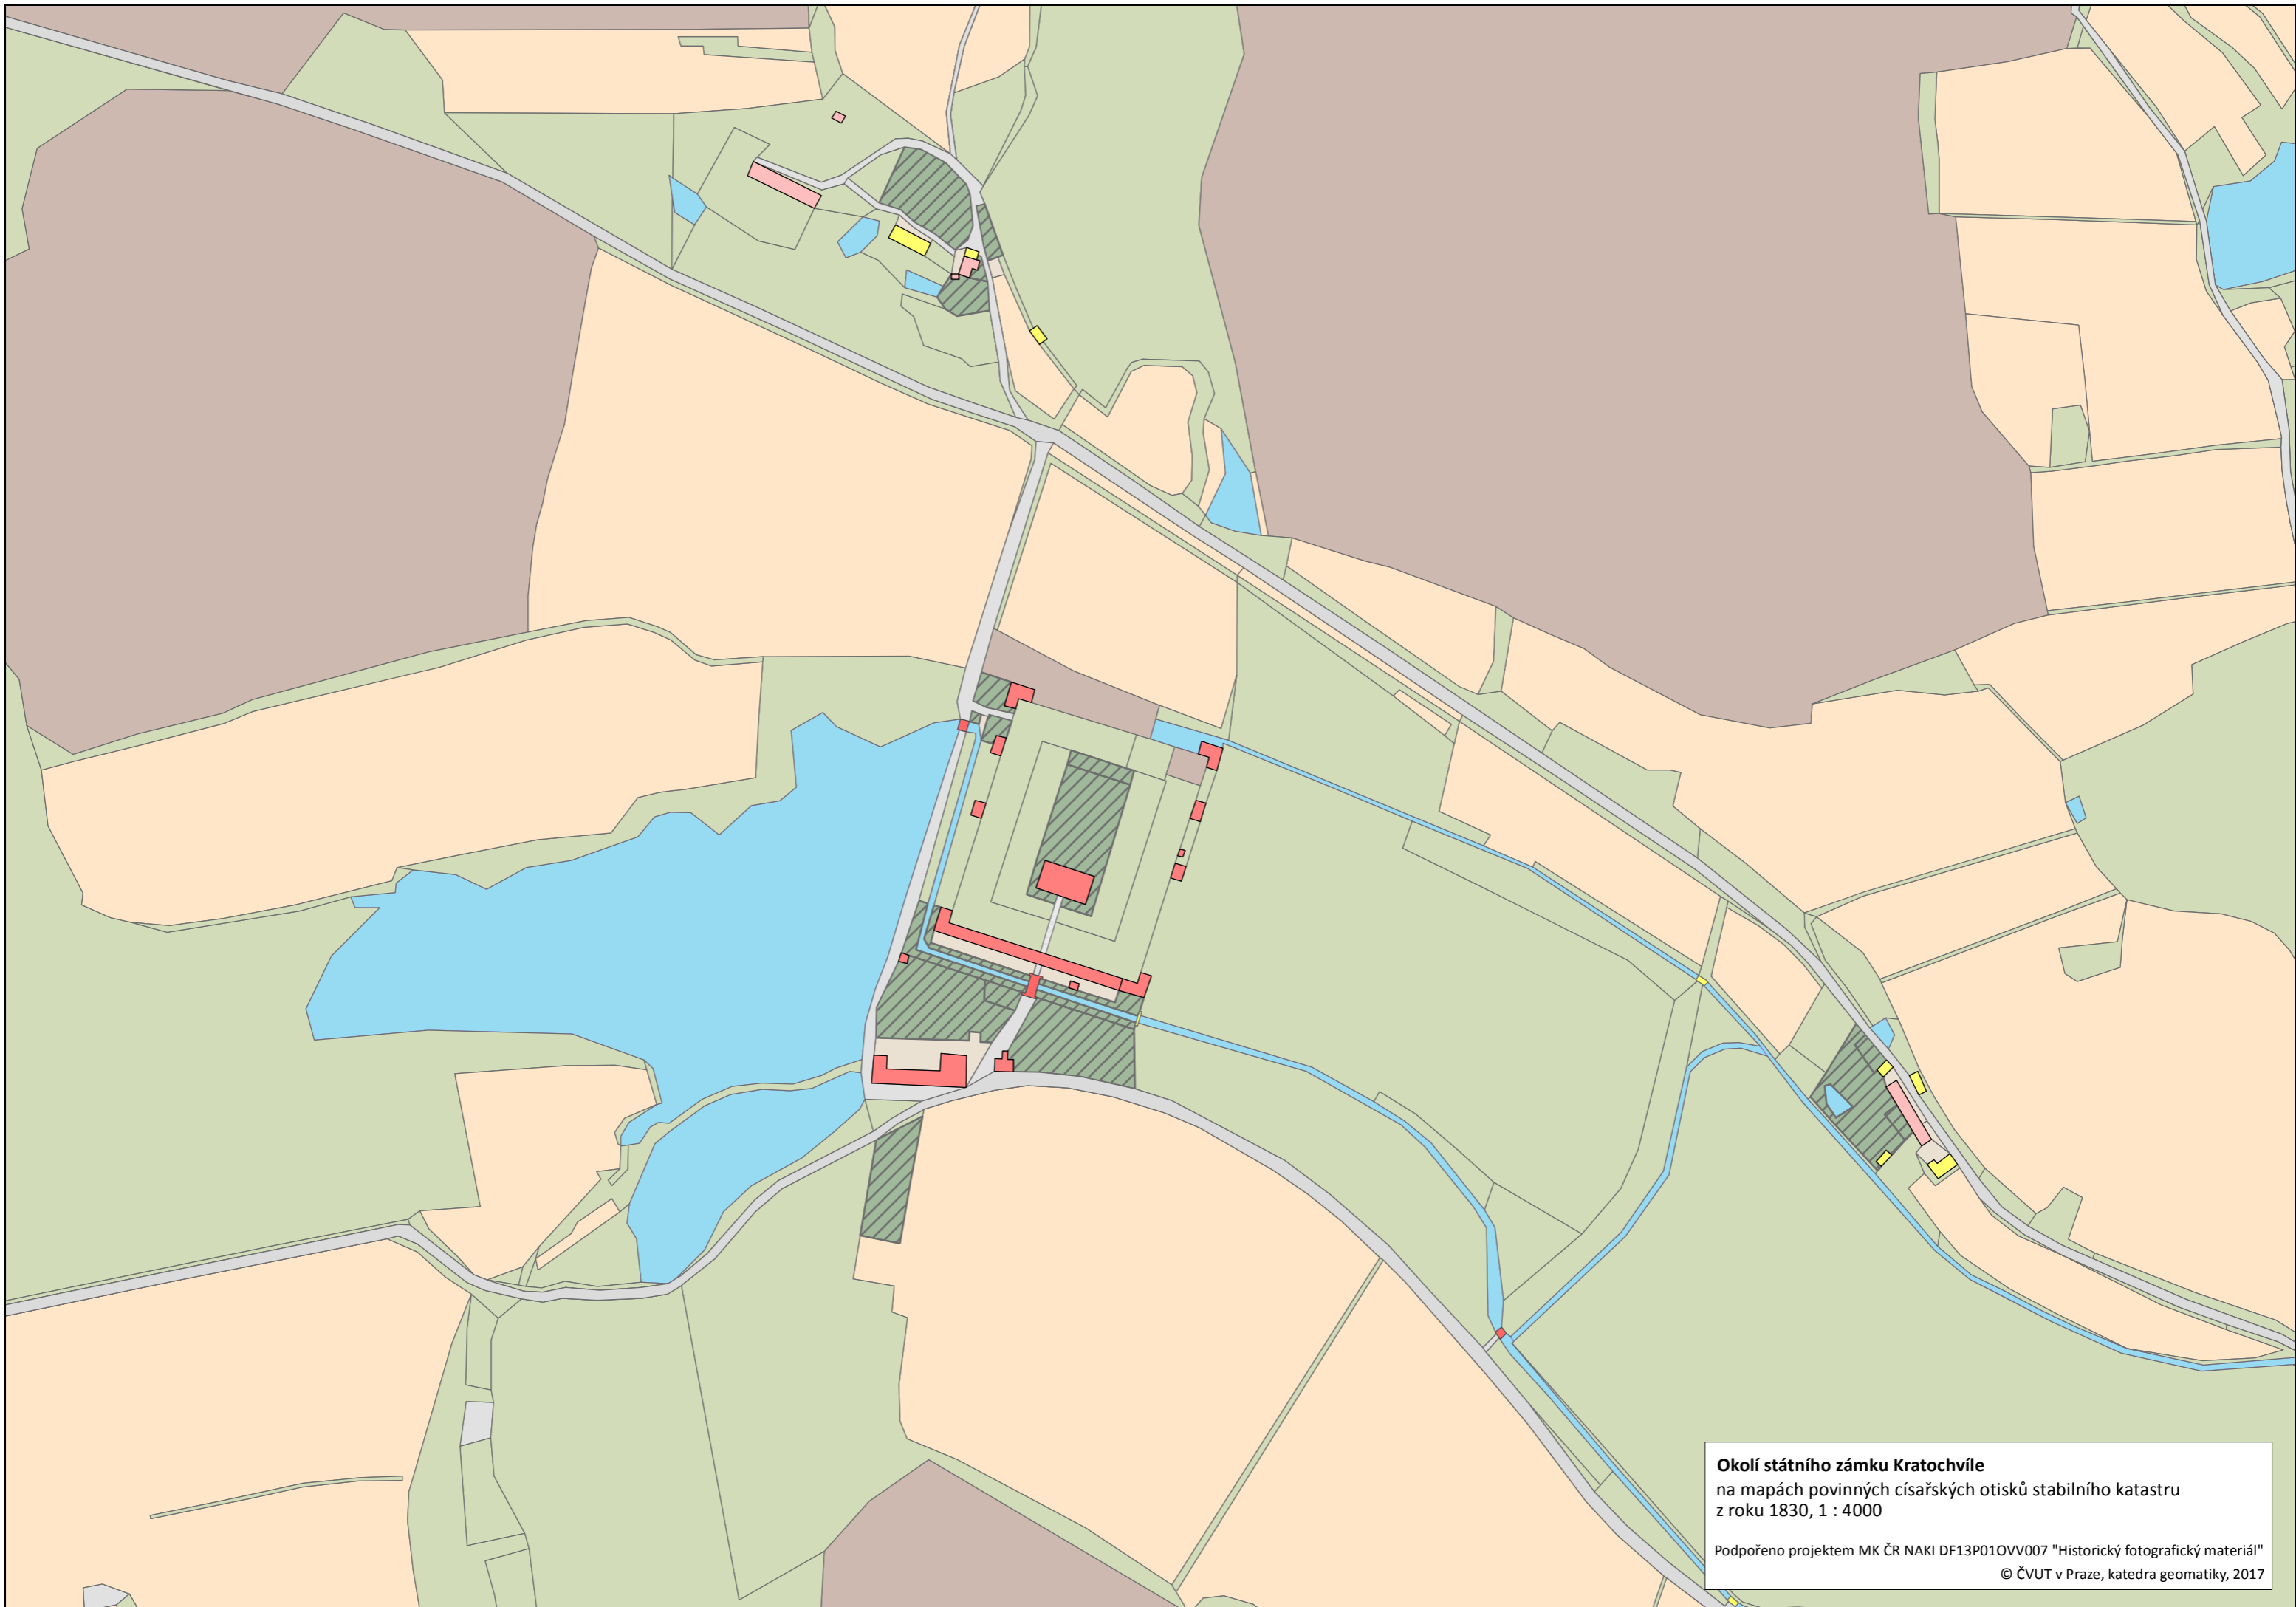 Okolí státního zámku Kratochvíle
na mapách povinných císařských otisků stabilního katastru
z roku 1830, 1 : 4000
Podpořeno projektem MK ČR NAKI DF13P01OVV007 "Historický fotografický materiál"
© ČVUT v Praze, katedra geomatiky, 2017